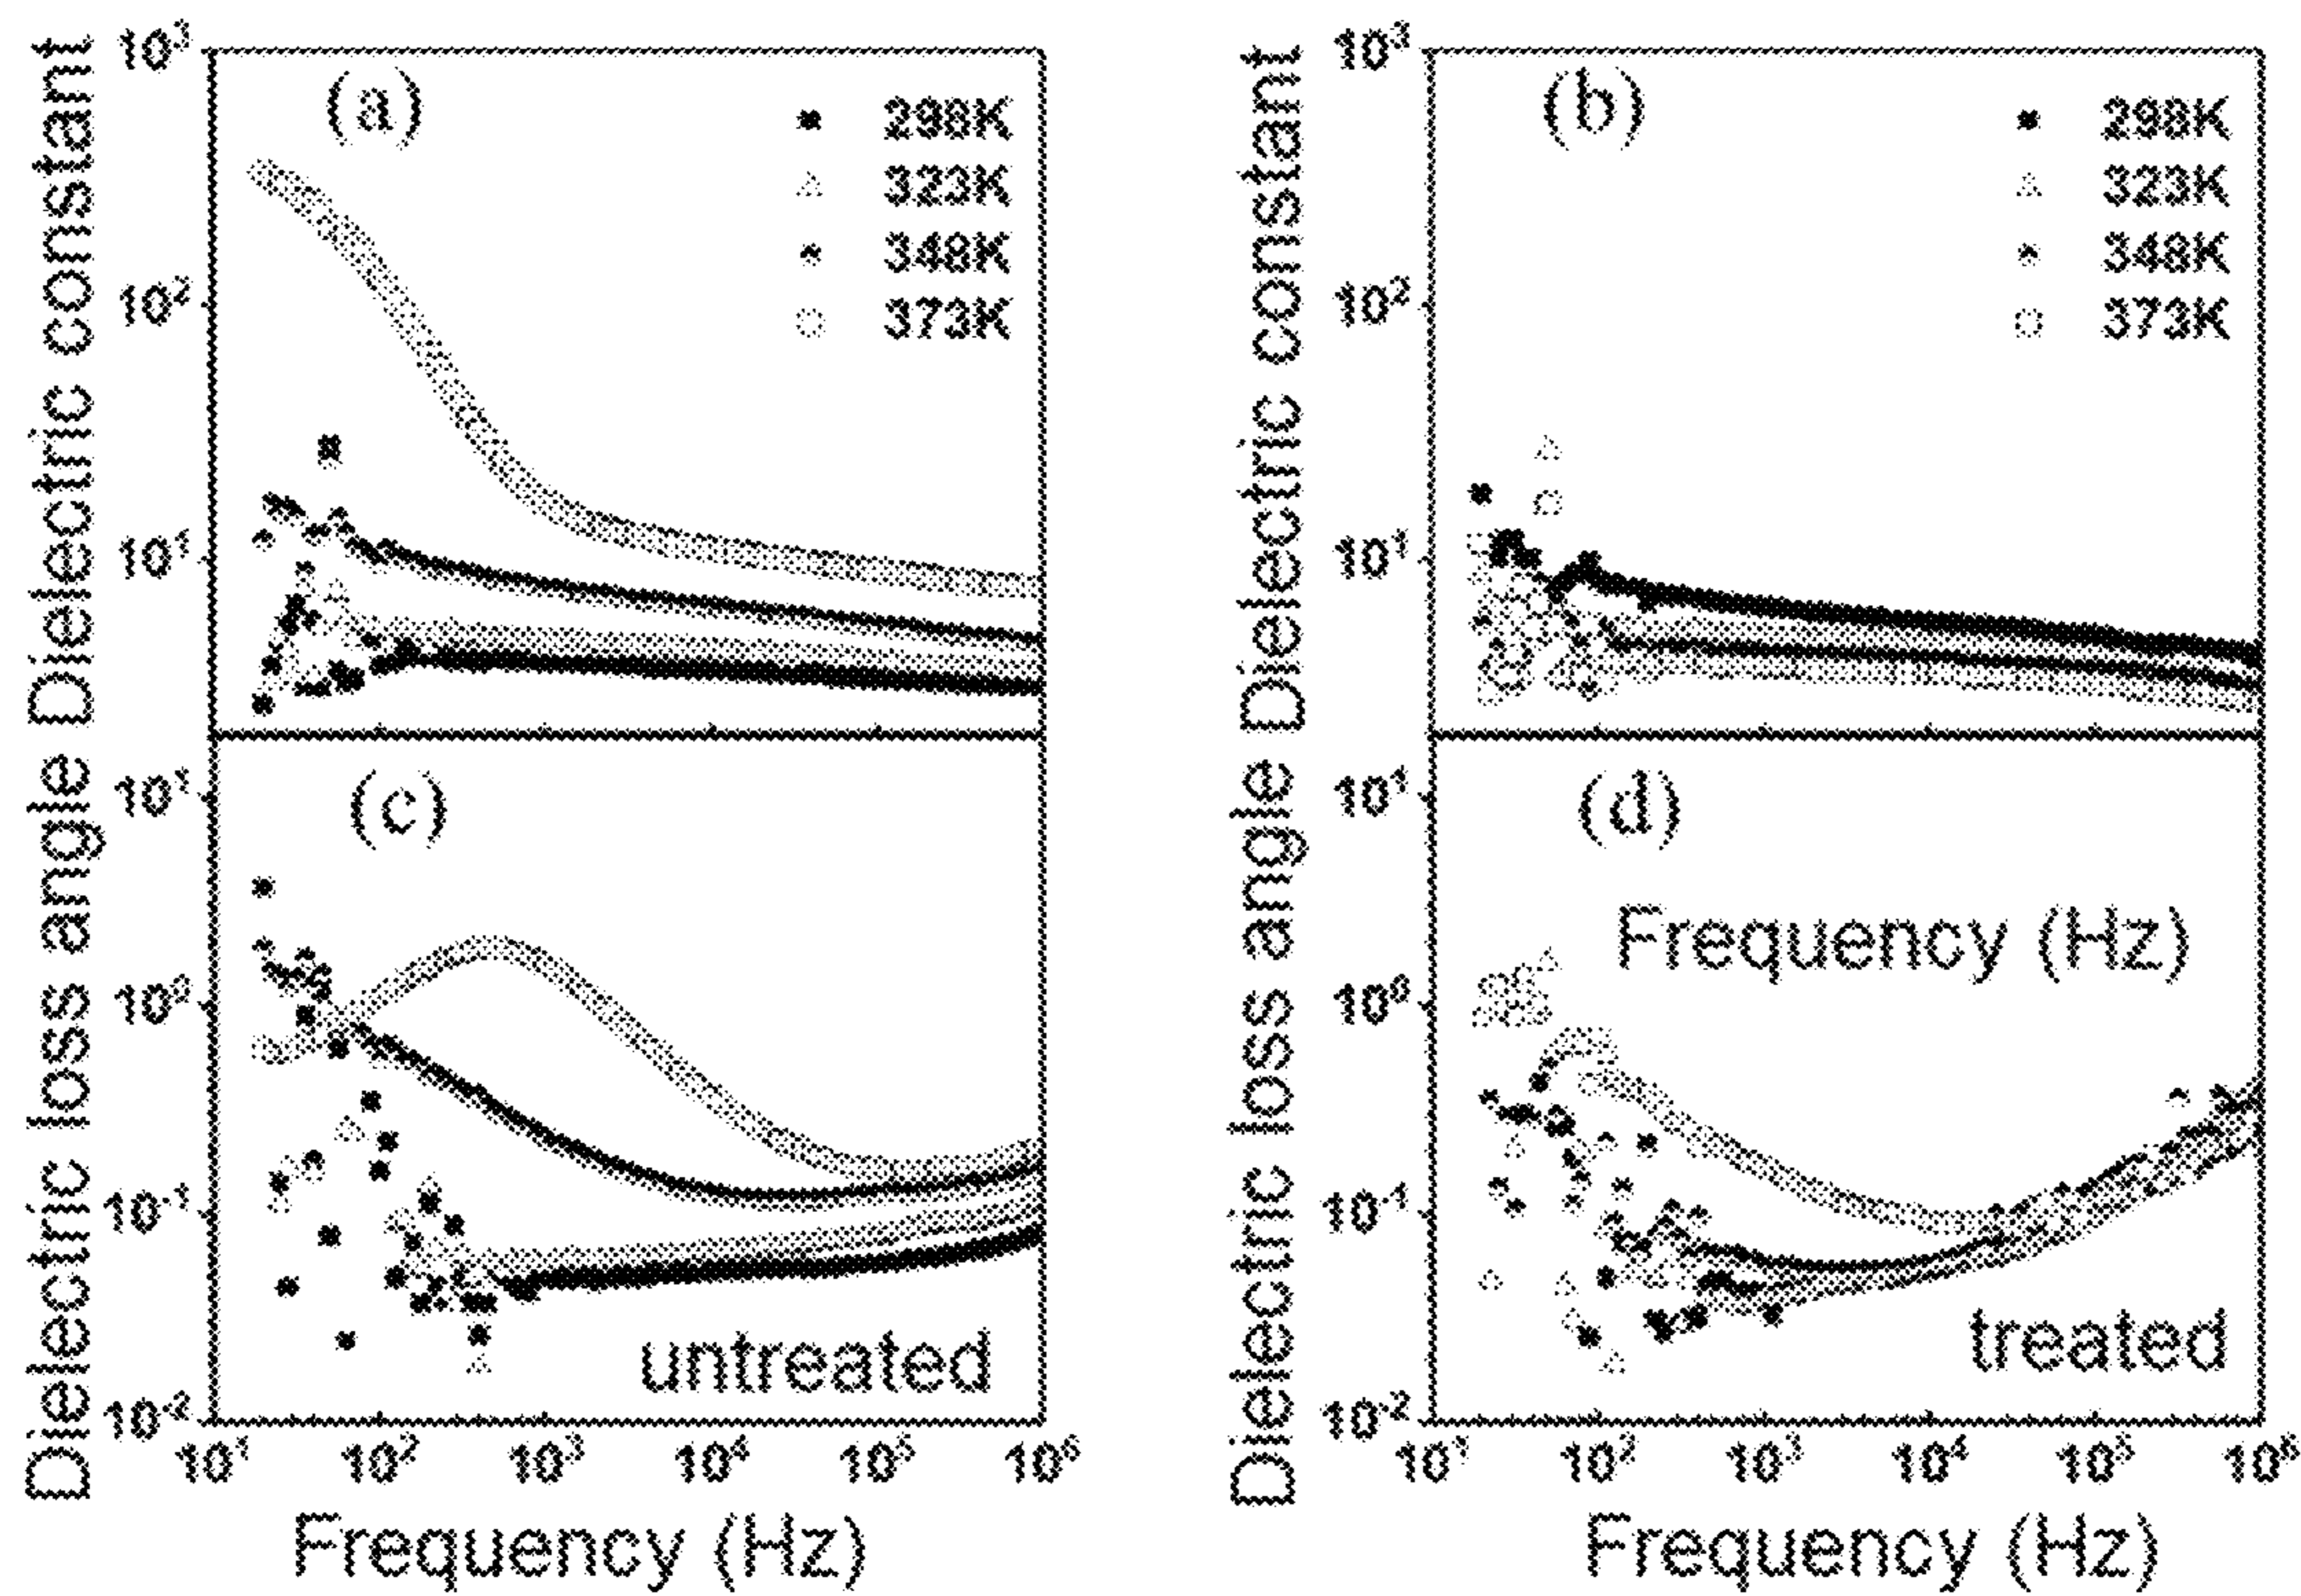 Dielectric constant
10³
10²
10¹
(a)
298K
323K
348K
373K
Dielectric constant
10³
10²
10¹
(b)
298K
323K
348K
373K
Dielectric loss angle
10¹
10⁰
10⁻¹
10⁻²
(c)
untreated
10¹ 10² 10³ 10⁴ 10⁵ 10⁶
Frequency (Hz)
Dielectric loss angle
10¹
10⁰
10⁻¹
10⁻²
(d)
Frequency (Hz)
treated
10¹ 10² 10³ 10⁴ 10⁵ 10⁶
Frequency (Hz)